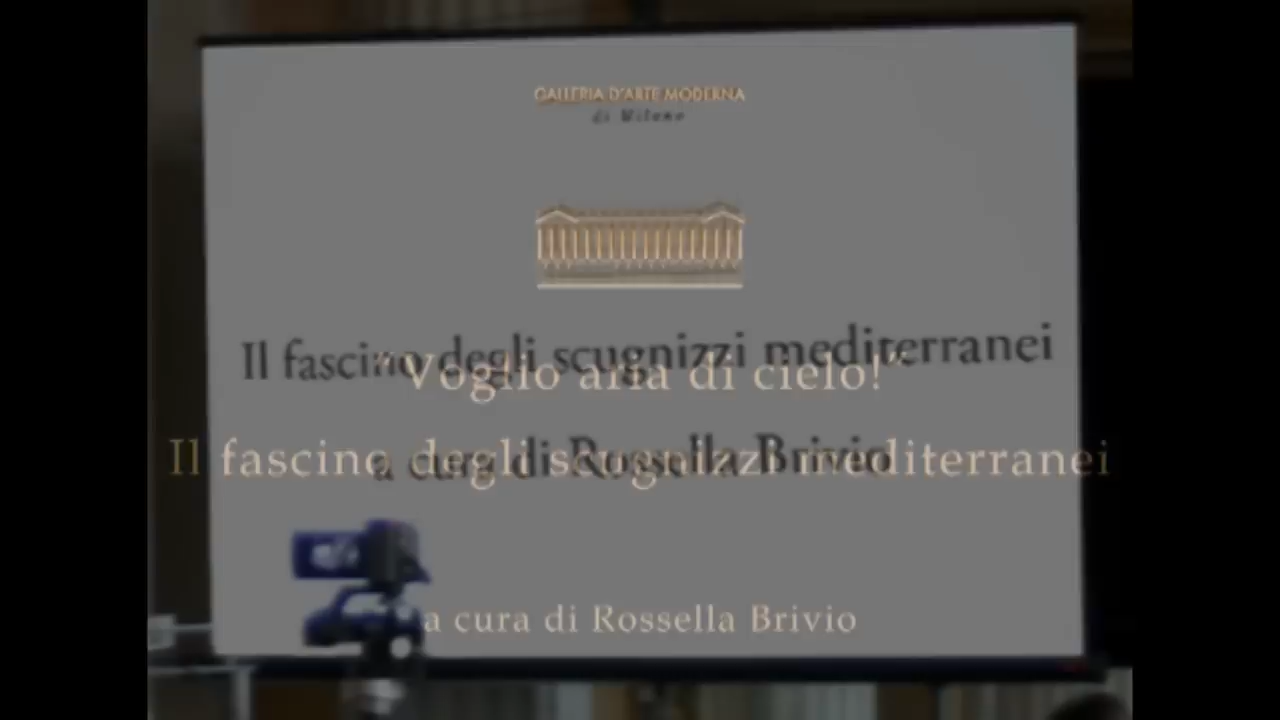 GALLERIA D'ARTE MODERNA
di Milano
Il fascino degli scugnizzi mediterranei
"Voglio aria di cielo!"
a cura di Rossella Brivio
Il fascino degli scugnizzi mediterranei
a cura di Rossella Brivio